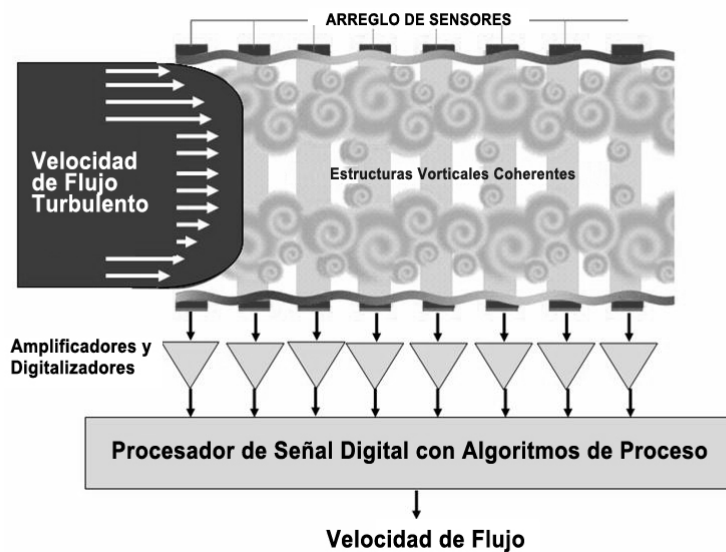 ARREGLO DE SENSORES
Velocidad
de Flujo
Turbulento
Estructuras Vorticales Coherentes
Amplificadores y
Digitalizadores
Procesador de Señal Digital con Algoritmos de Proceso
Velocidad de Flujo